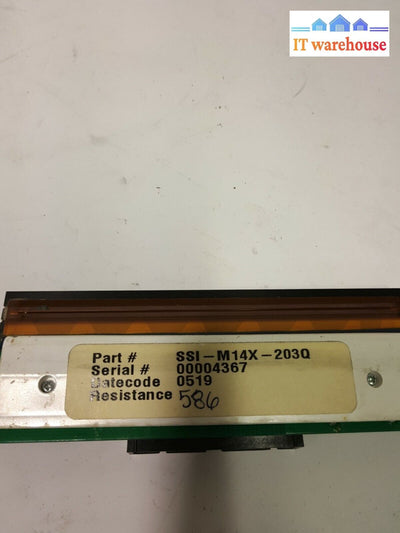 IT warehouse
Part # SSI-M14X-203Q
Serial # 00004367
Datecode 0519
Resistance 586